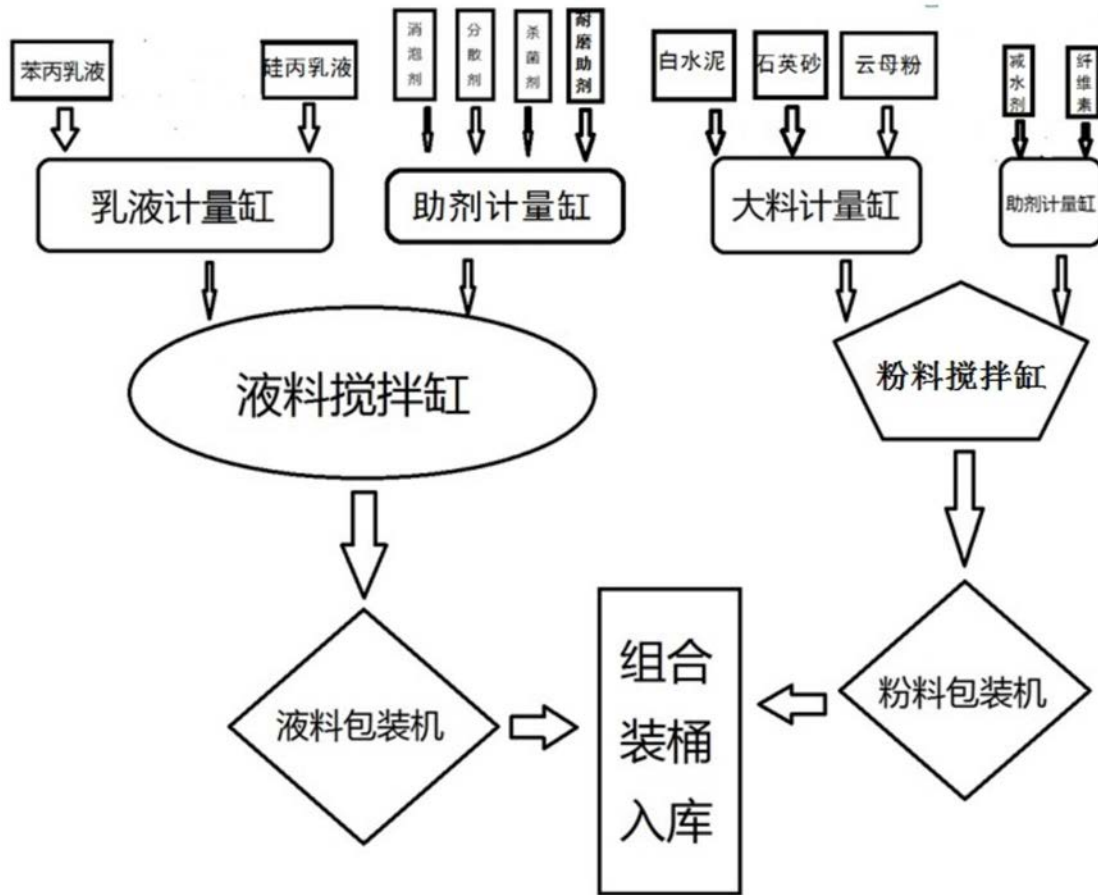 苯丙乳液
硅丙乳液
消泡剂
分散剂
杀菌剂
耐磨助剂
白水泥
石英砂
云母粉
减水剂
纤维素
乳液计量缸
助剂计量缸
大料计量缸
助剂计量缸
液料搅拌缸
粉料搅拌缸
液料包装机
粉料包装机
组合
装桶
入库